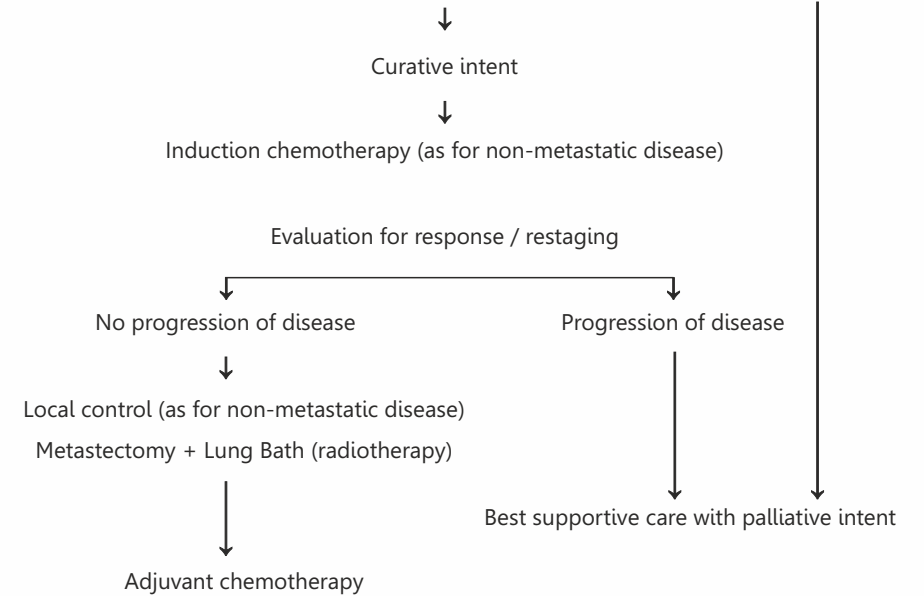 Curative intent
Induction chemotherapy (as for non-metastatic disease)
Evaluation for response / restaging
No progression of disease
Progression of disease
Local control (as for non-metastatic disease)
Metastectomy + Lung Bath (radiotherapy)
Best supportive care with palliative intent
Adjuvant chemotherapy